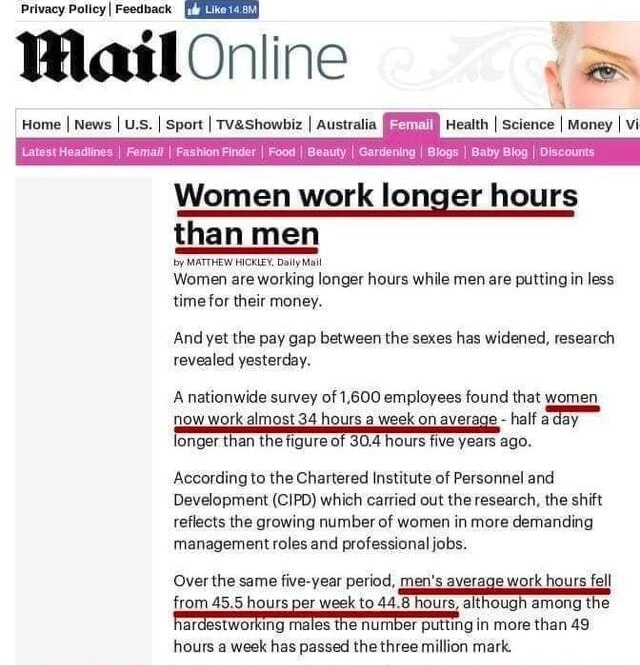 Privacy Policy | Feedback Like 14.8M
Mail Online
Home | News | U.S. | Sport | TV&Showbiz | Australia Femail Health | Science | Money | Vi
Latest Headlines | Femail | Fashion Finder | Food | Beauty | Gardening | Blogs | Baby Blog | Discounts
Women work longer hours
than men
by MATTHEW HICKLEY, Daily Mail
Women are working longer hours while men are putting in less
time for their money.
And yet the pay gap between the sexes has widened, research
revealed yesterday.
A nationwide survey of 1,600 employees found that women
now work almost 34 hours a week on average - half a day
longer than the figure of 30.4 hours five years ago.
According to the Chartered Institute of Personnel and
Development (CIPD) which carried out the research, the shift
reflects the growing number of women in more demanding
management roles and professional jobs.
Over the same five-year period, men's average work hours fell
from 45.5 hours per week to 44.8 hours, although among the
hardestworking males the number putting in more than 49
hours a week has passed the three million mark.